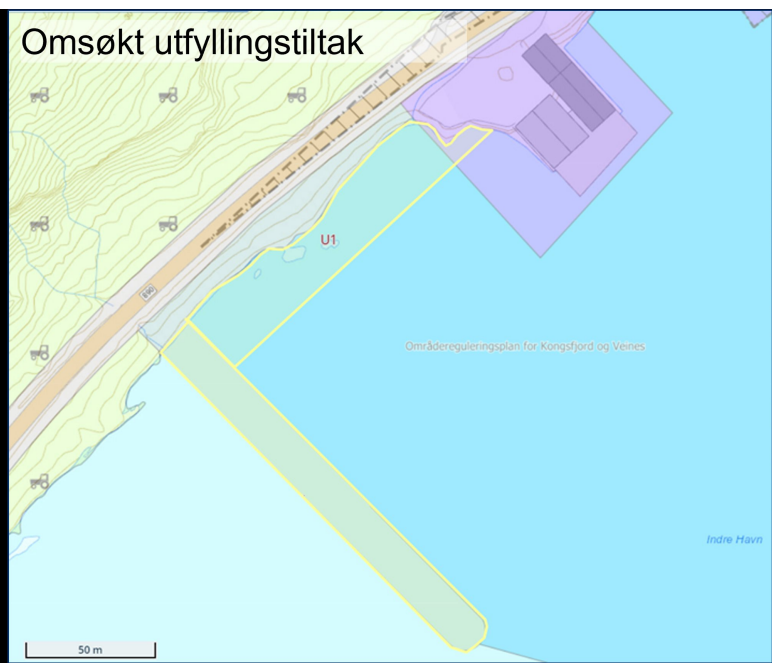 Omsøkt utfyllingstiltak
U1
890
Områdereguleringsplan for Kongsfjord og Veines
Indre Havn
50 m